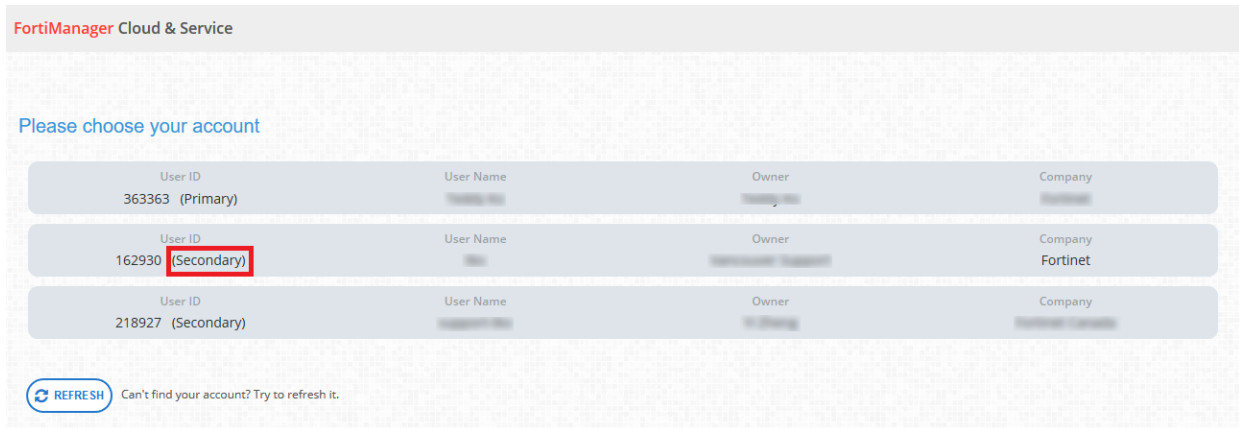 FortiManager Cloud & Service
Please choose your account
User ID User Name Owner Company
363363 (Primary)
User ID User Name Owner Company
162930 (Secondary) Fortinet
User ID User Name Owner Company
218927 (Secondary)
REFRESH Can't find your account? Try to refresh it.